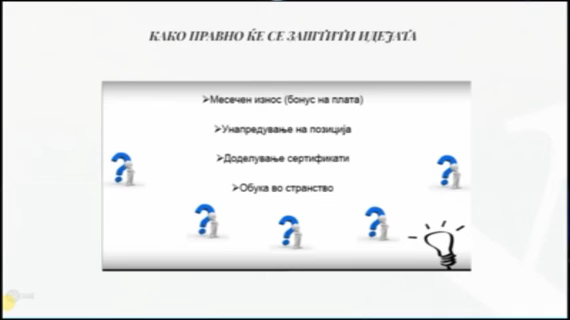 КАКО ПРАВНО ЌЕ СЕ ЗАШТИТИ ИДЕЈАТА
➢Месечен износ (бонус на плата)
➢Унапредување на позиција
➢Доделување сертификати
➢Обука во странство